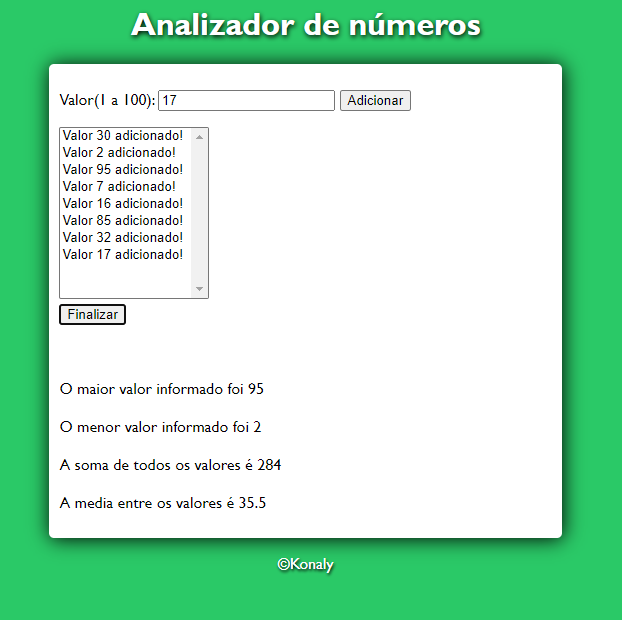 Analizador de números
Valor(1 a 100): 17 Adicionar
Valor 30 adicionado!
Valor 2 adicionado!
Valor 95 adicionado!
Valor 7 adicionado!
Valor 16 adicionado!
Valor 85 adicionado!
Valor 32 adicionado!
Valor 17 adicionado!
Finalizar
O maior valor informado foi 95
O menor valor informado foi 2
A soma de todos os valores é 284
A media entre os valores é 35.5
©Konaly